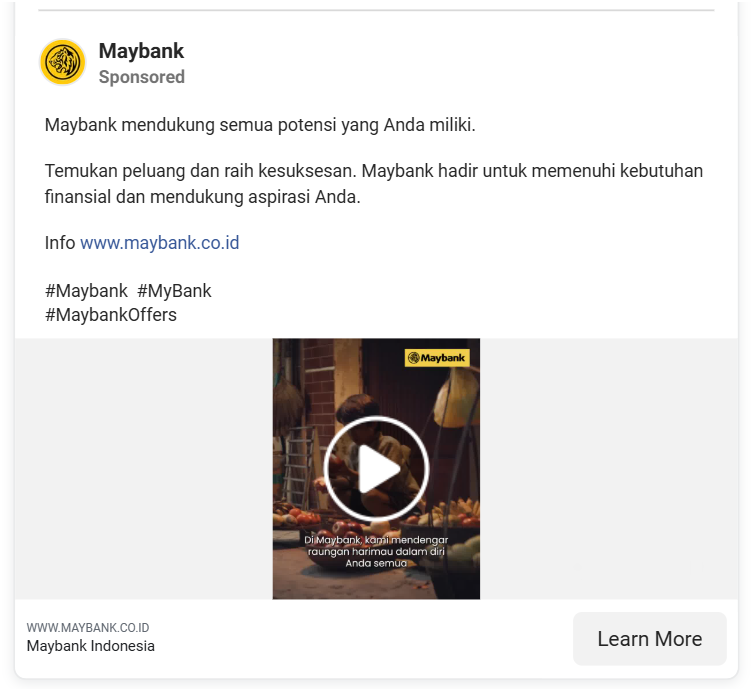 Maybank
Sponsored
Maybank mendukung semua potensi yang Anda miliki.
Temukan peluang dan raih kesuksesan. Maybank hadir untuk memenuhi kebutuhan
finansial dan mendukung aspirasi Anda.
Info www.maybank.co.id
#Maybank #MyBank
#MaybankOffers
Maybank
Di Maybank, kami mendengar
raungan harimau dalam diri
Anda semua
WWW.MAYBANK.CO.ID
Maybank Indonesia
Learn More